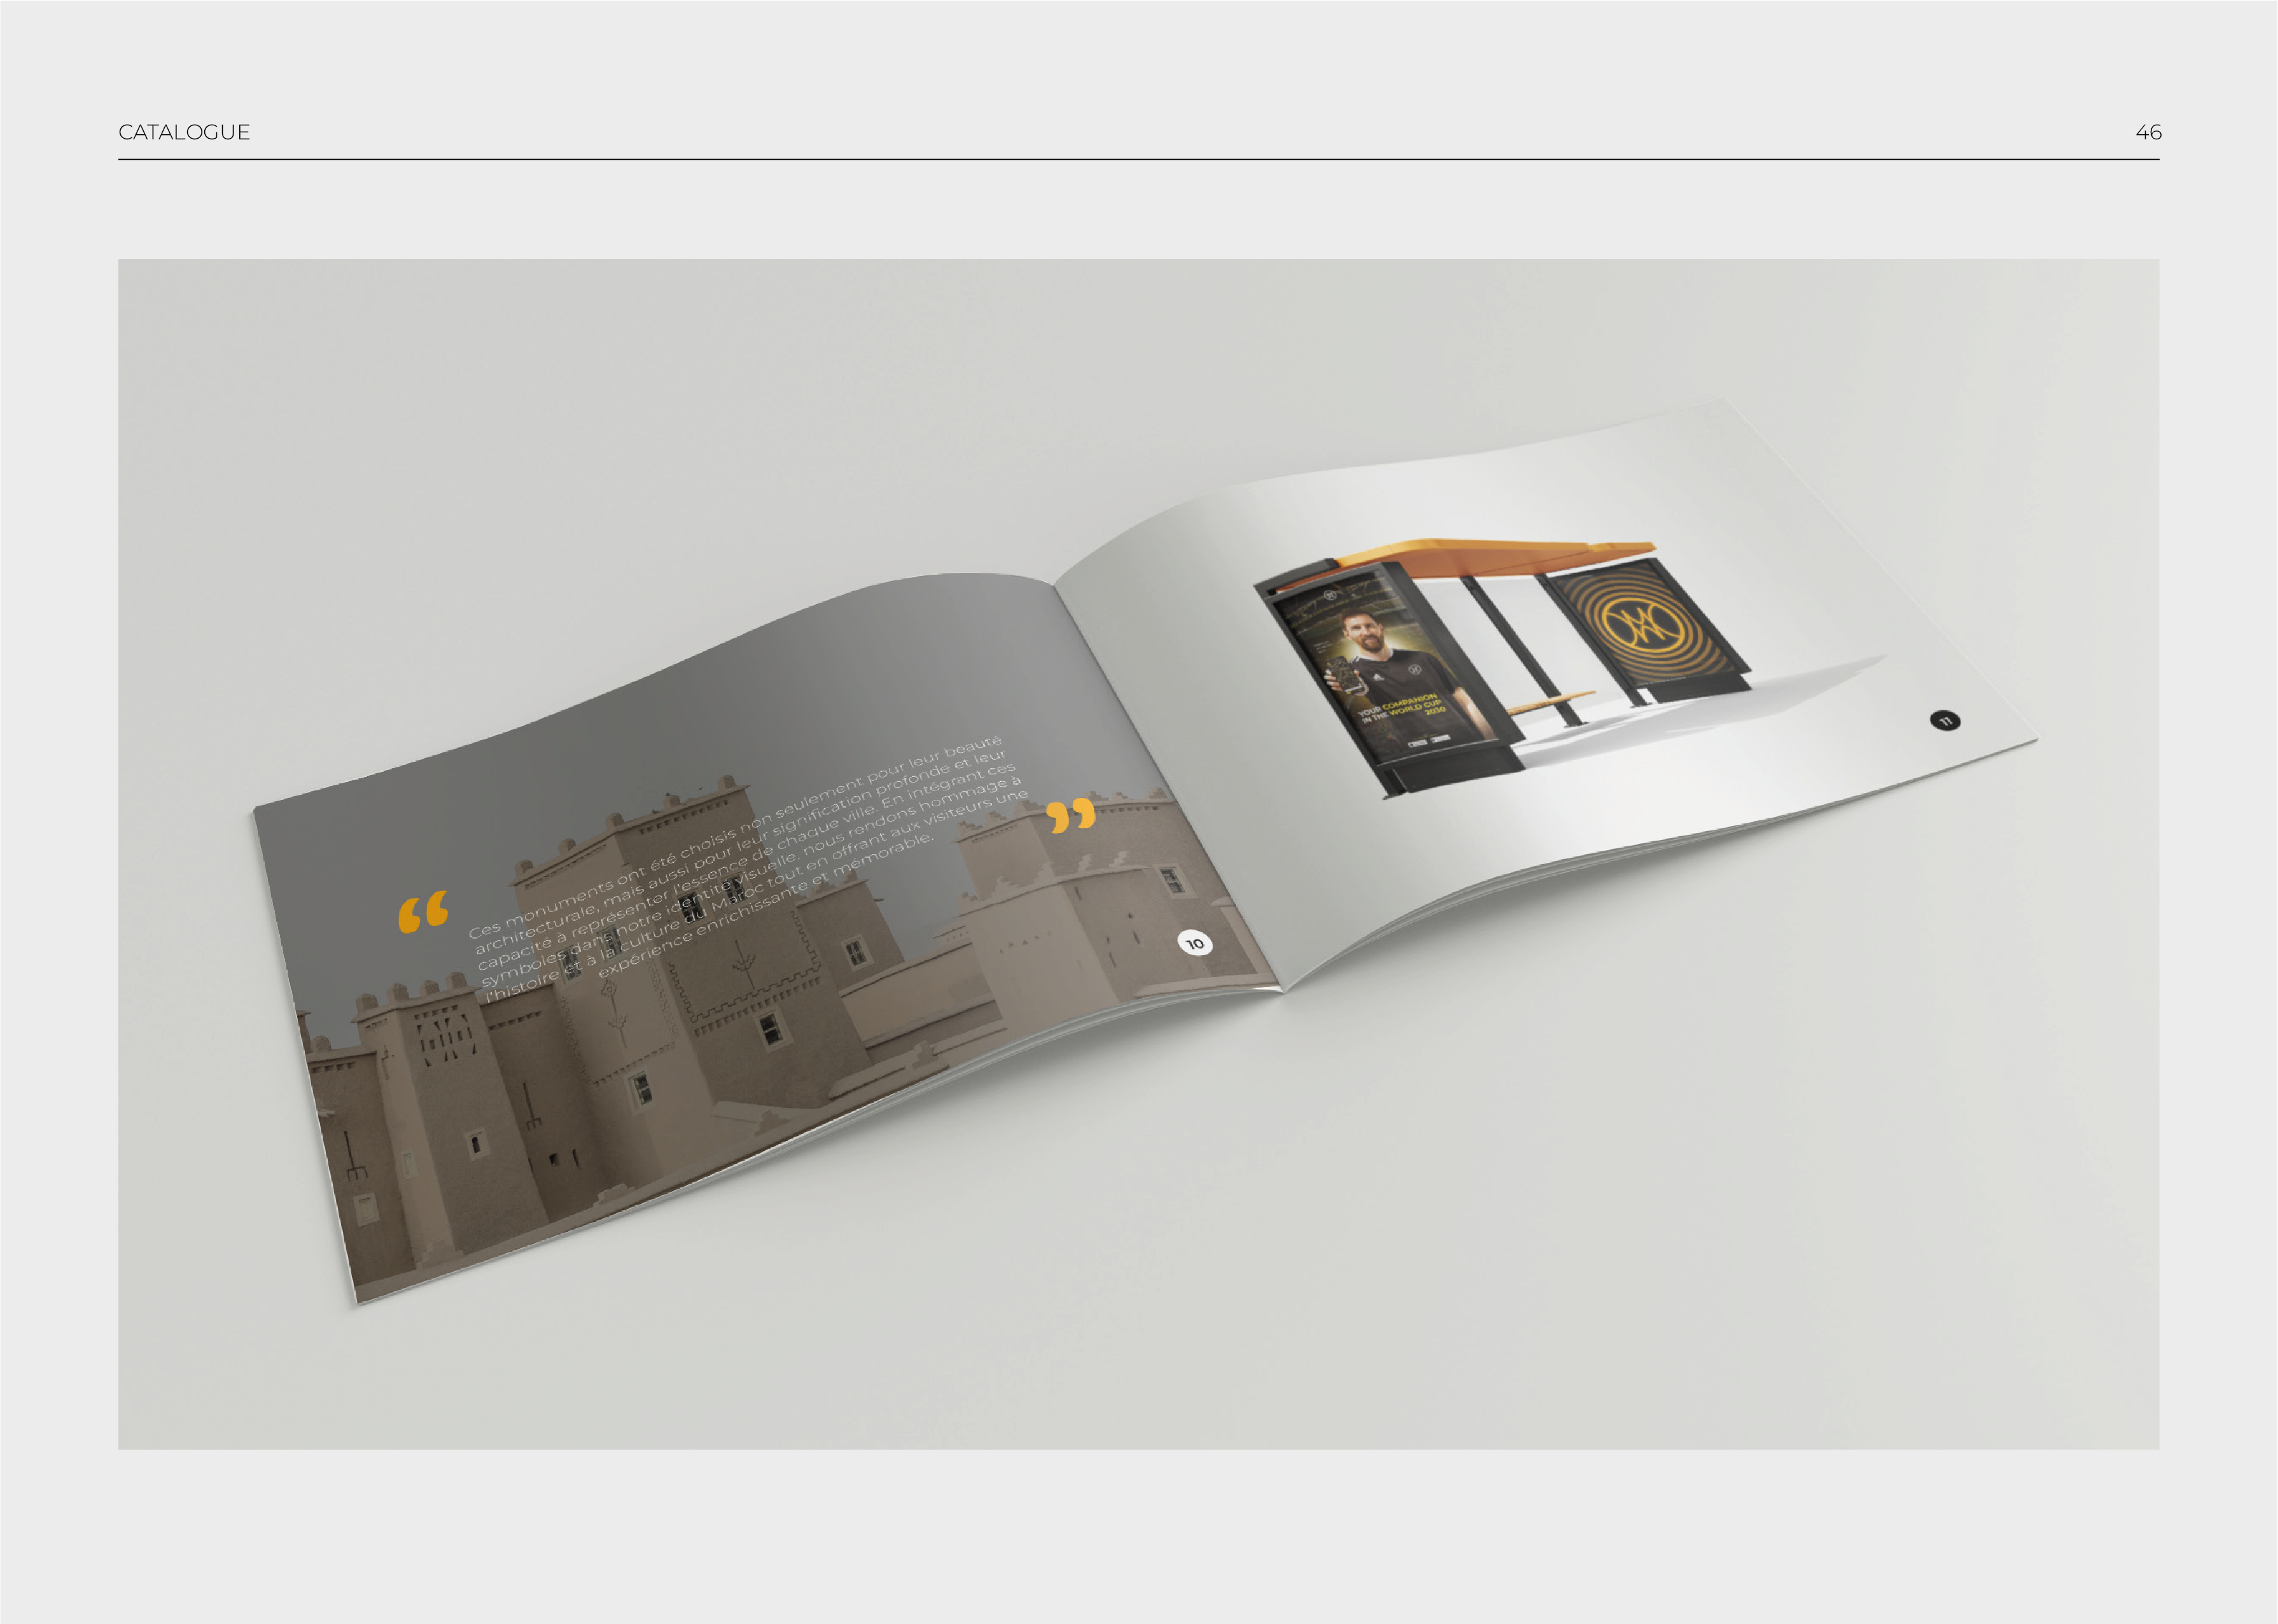 CATALOGUE
46
“
Ces monuments ont été choisis non seulement pour leur beauté
architecturale, mais aussi pour leur signification profonde et leur
capacité à représenter l'essence de chaque ville. En intégrant ces
symboles dans notre identité visuelle, nous rendons hommage à
l'histoire et à la culture du Maroc tout en offrant aux visiteurs une
expérience enrichissante et mémorable.
”
10
YOUR COMPANION
IN THE WORLD CUP
2030
11